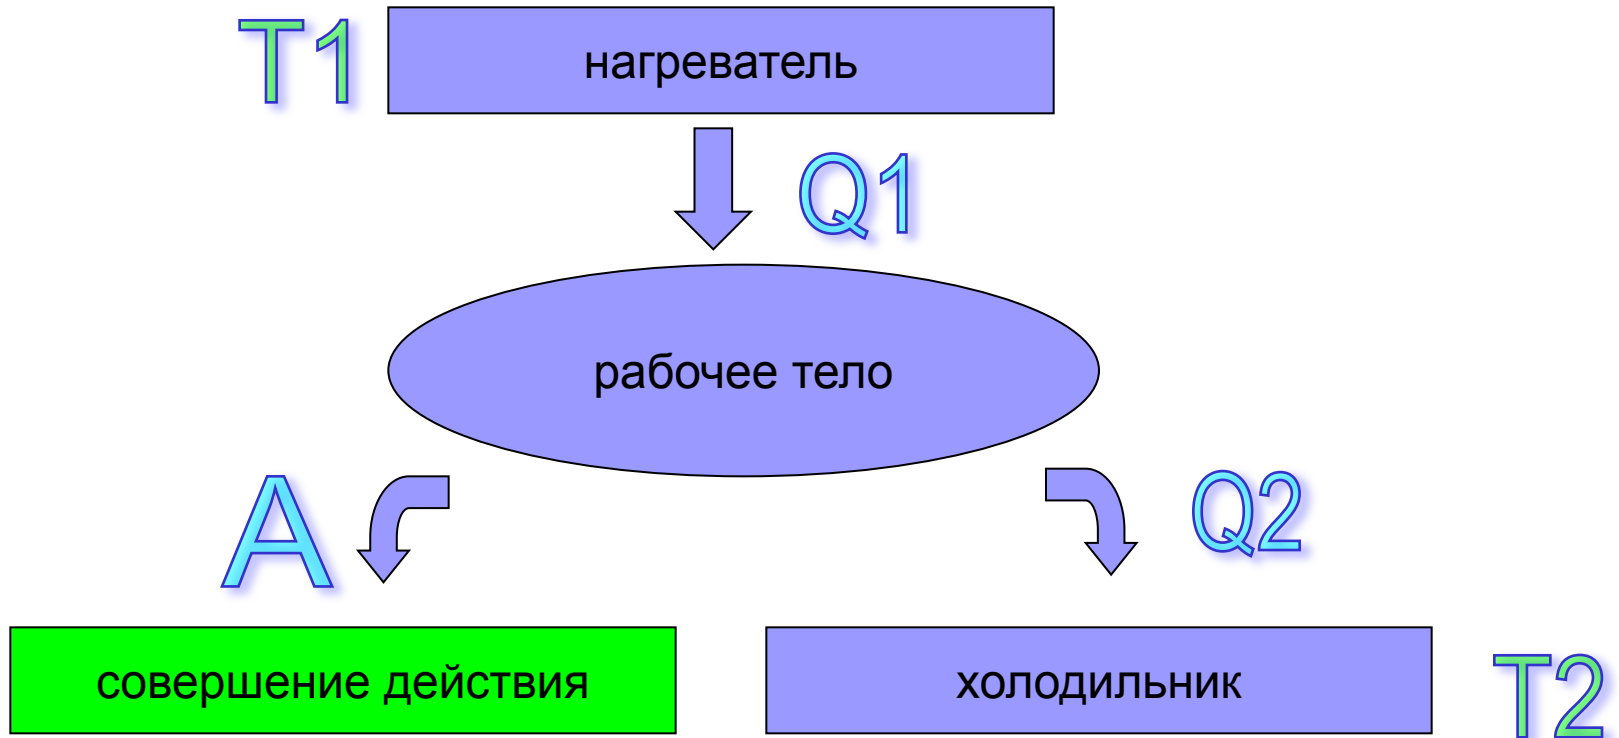 T1
нагреватель
Q1
рабочее тело
A
Q2
совершение действия
холодильник
T2